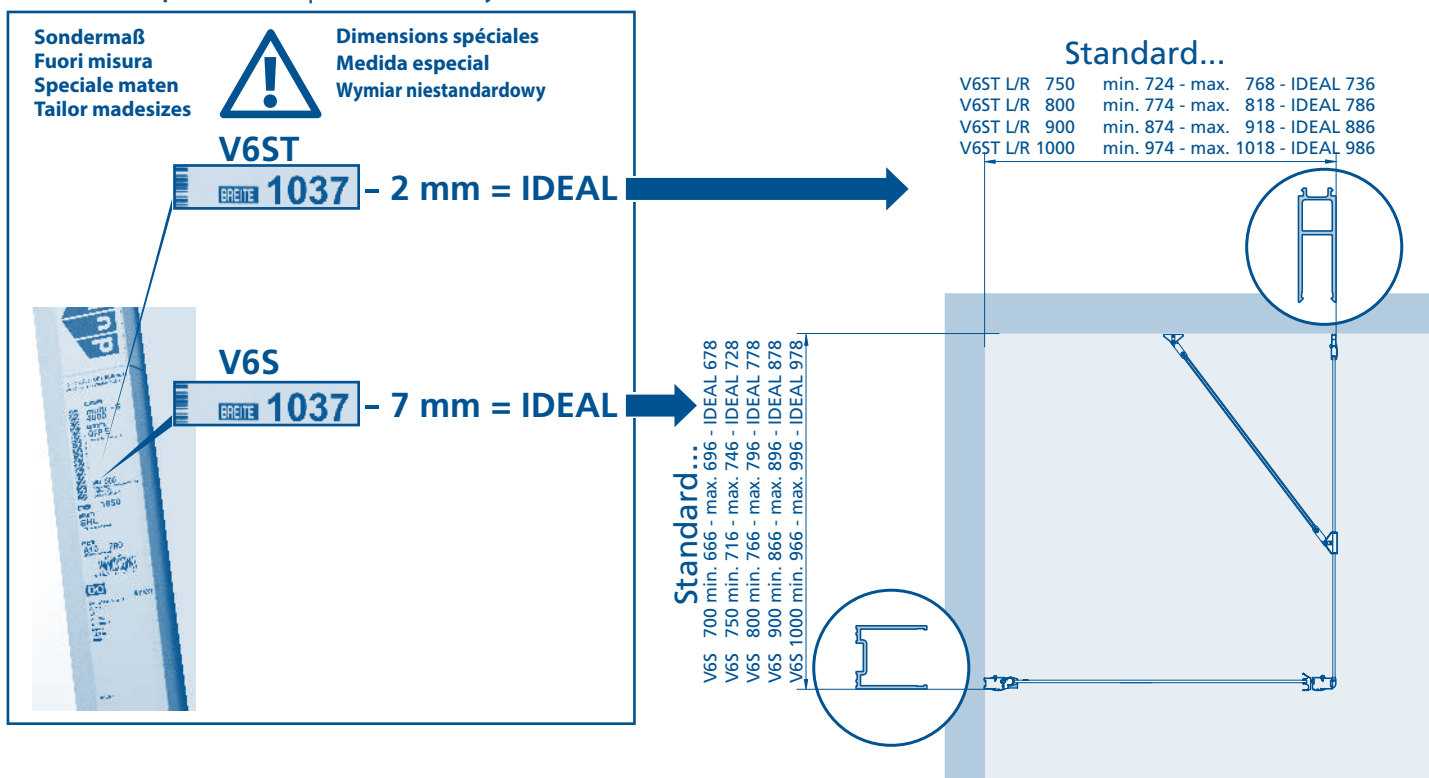 Sondermaß
Fuori misura
Speciale maten
Tailor madesizes
Dimensions spéciales
Medida especial
Wymiar niestandardowy
V6ST
BREITE 1037 – 2 mm = IDEAL
V6S
BREITE 1037 – 7 mm = IDEAL
Standard...
V6ST L/R 750 min. 724 - max. 768 - IDEAL 736
V6ST L/R 800 min. 774 - max. 818 - IDEAL 786
V6ST L/R 900 min. 874 - max. 918 - IDEAL 886
V6ST L/R 1000 min. 974 - max. 1018 - IDEAL 986
Standard...
V6S 700 min. 666 - max. 696 - IDEAL 678
V6S 750 min. 716 - max. 746 - IDEAL 728
V6S 800 min. 766 - max. 796 - IDEAL 778
V6S 900 min. 866 - max. 896 - IDEAL 878
V6S 1000 min. 966 - max. 996 - IDEAL 978